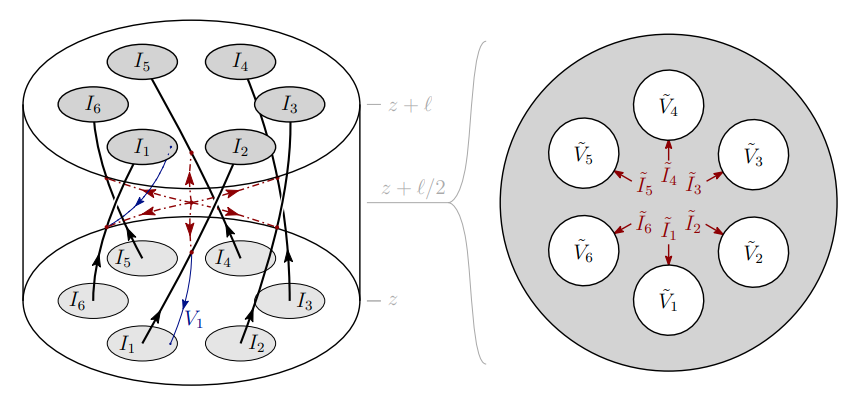 I₅ I₄
I₆ I₃
I₁ I₂
z + ℓ
z + ℓ/2
I₅ I₄
I₆ I₃
z
V₁
I₁ I₂
Ṽ₄
Ṽ₅ Ṽ₃
Ĩ₅ Ĩ₄ Ĩ₃
Ĩ₆ Ĩ₁ Ĩ₂
Ṽ₆ Ṽ₂
Ṽ₁